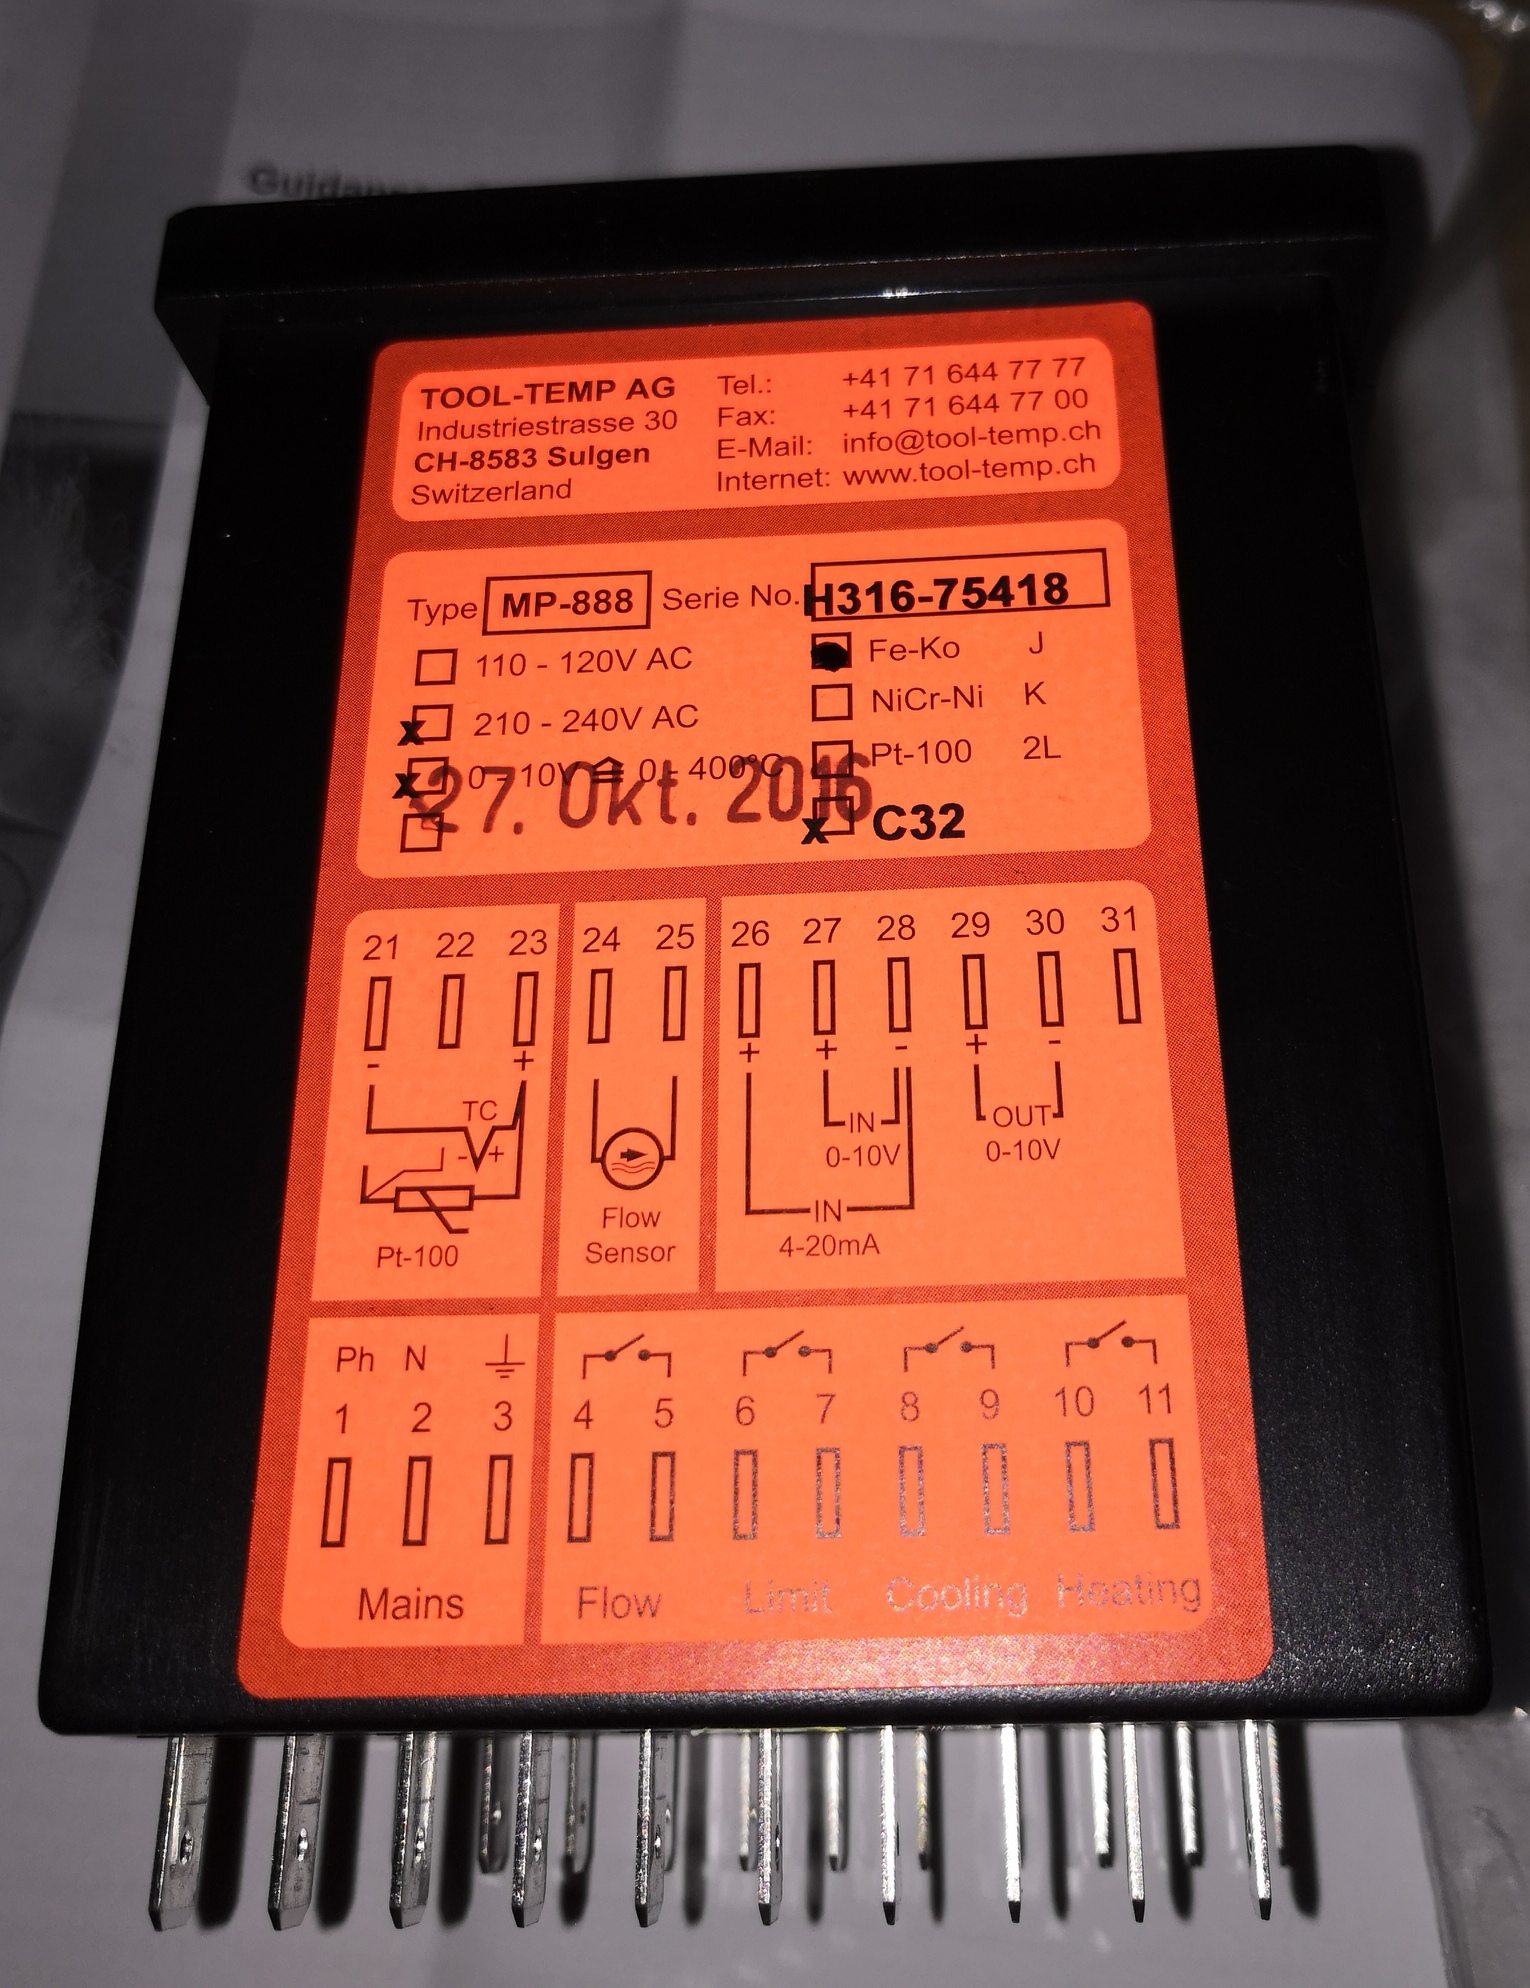 TOOL-TEMP AG
Industriestrasse 30
CH-8583 Sulgen
Switzerland
Tel.: +41 71 644 77 77
Fax: +41 71 644 77 00
E-Mail: info@tool-temp.ch
Internet: www.tool-temp.ch
Type MP-888 Serie No. H316-75418
110 - 120V AC
x 210 - 240V AC
x 0 - 10V ≙ 0 - 400°C
27. Okt. 2016
Fe-Ko J
NiCr-Ni K
Pt-100 2L
x C32
21 22 23
- +
TC
- +
Pt-100
24 25
Flow
Sensor
26 27 28 29 30 31
+ + - + -
IN OUT
0-10V 0-10V
IN
4-20mA
Ph N
1 2 3
Mains
4 5 6 7 8 9 10 11
Flow Limit Cooling Heating